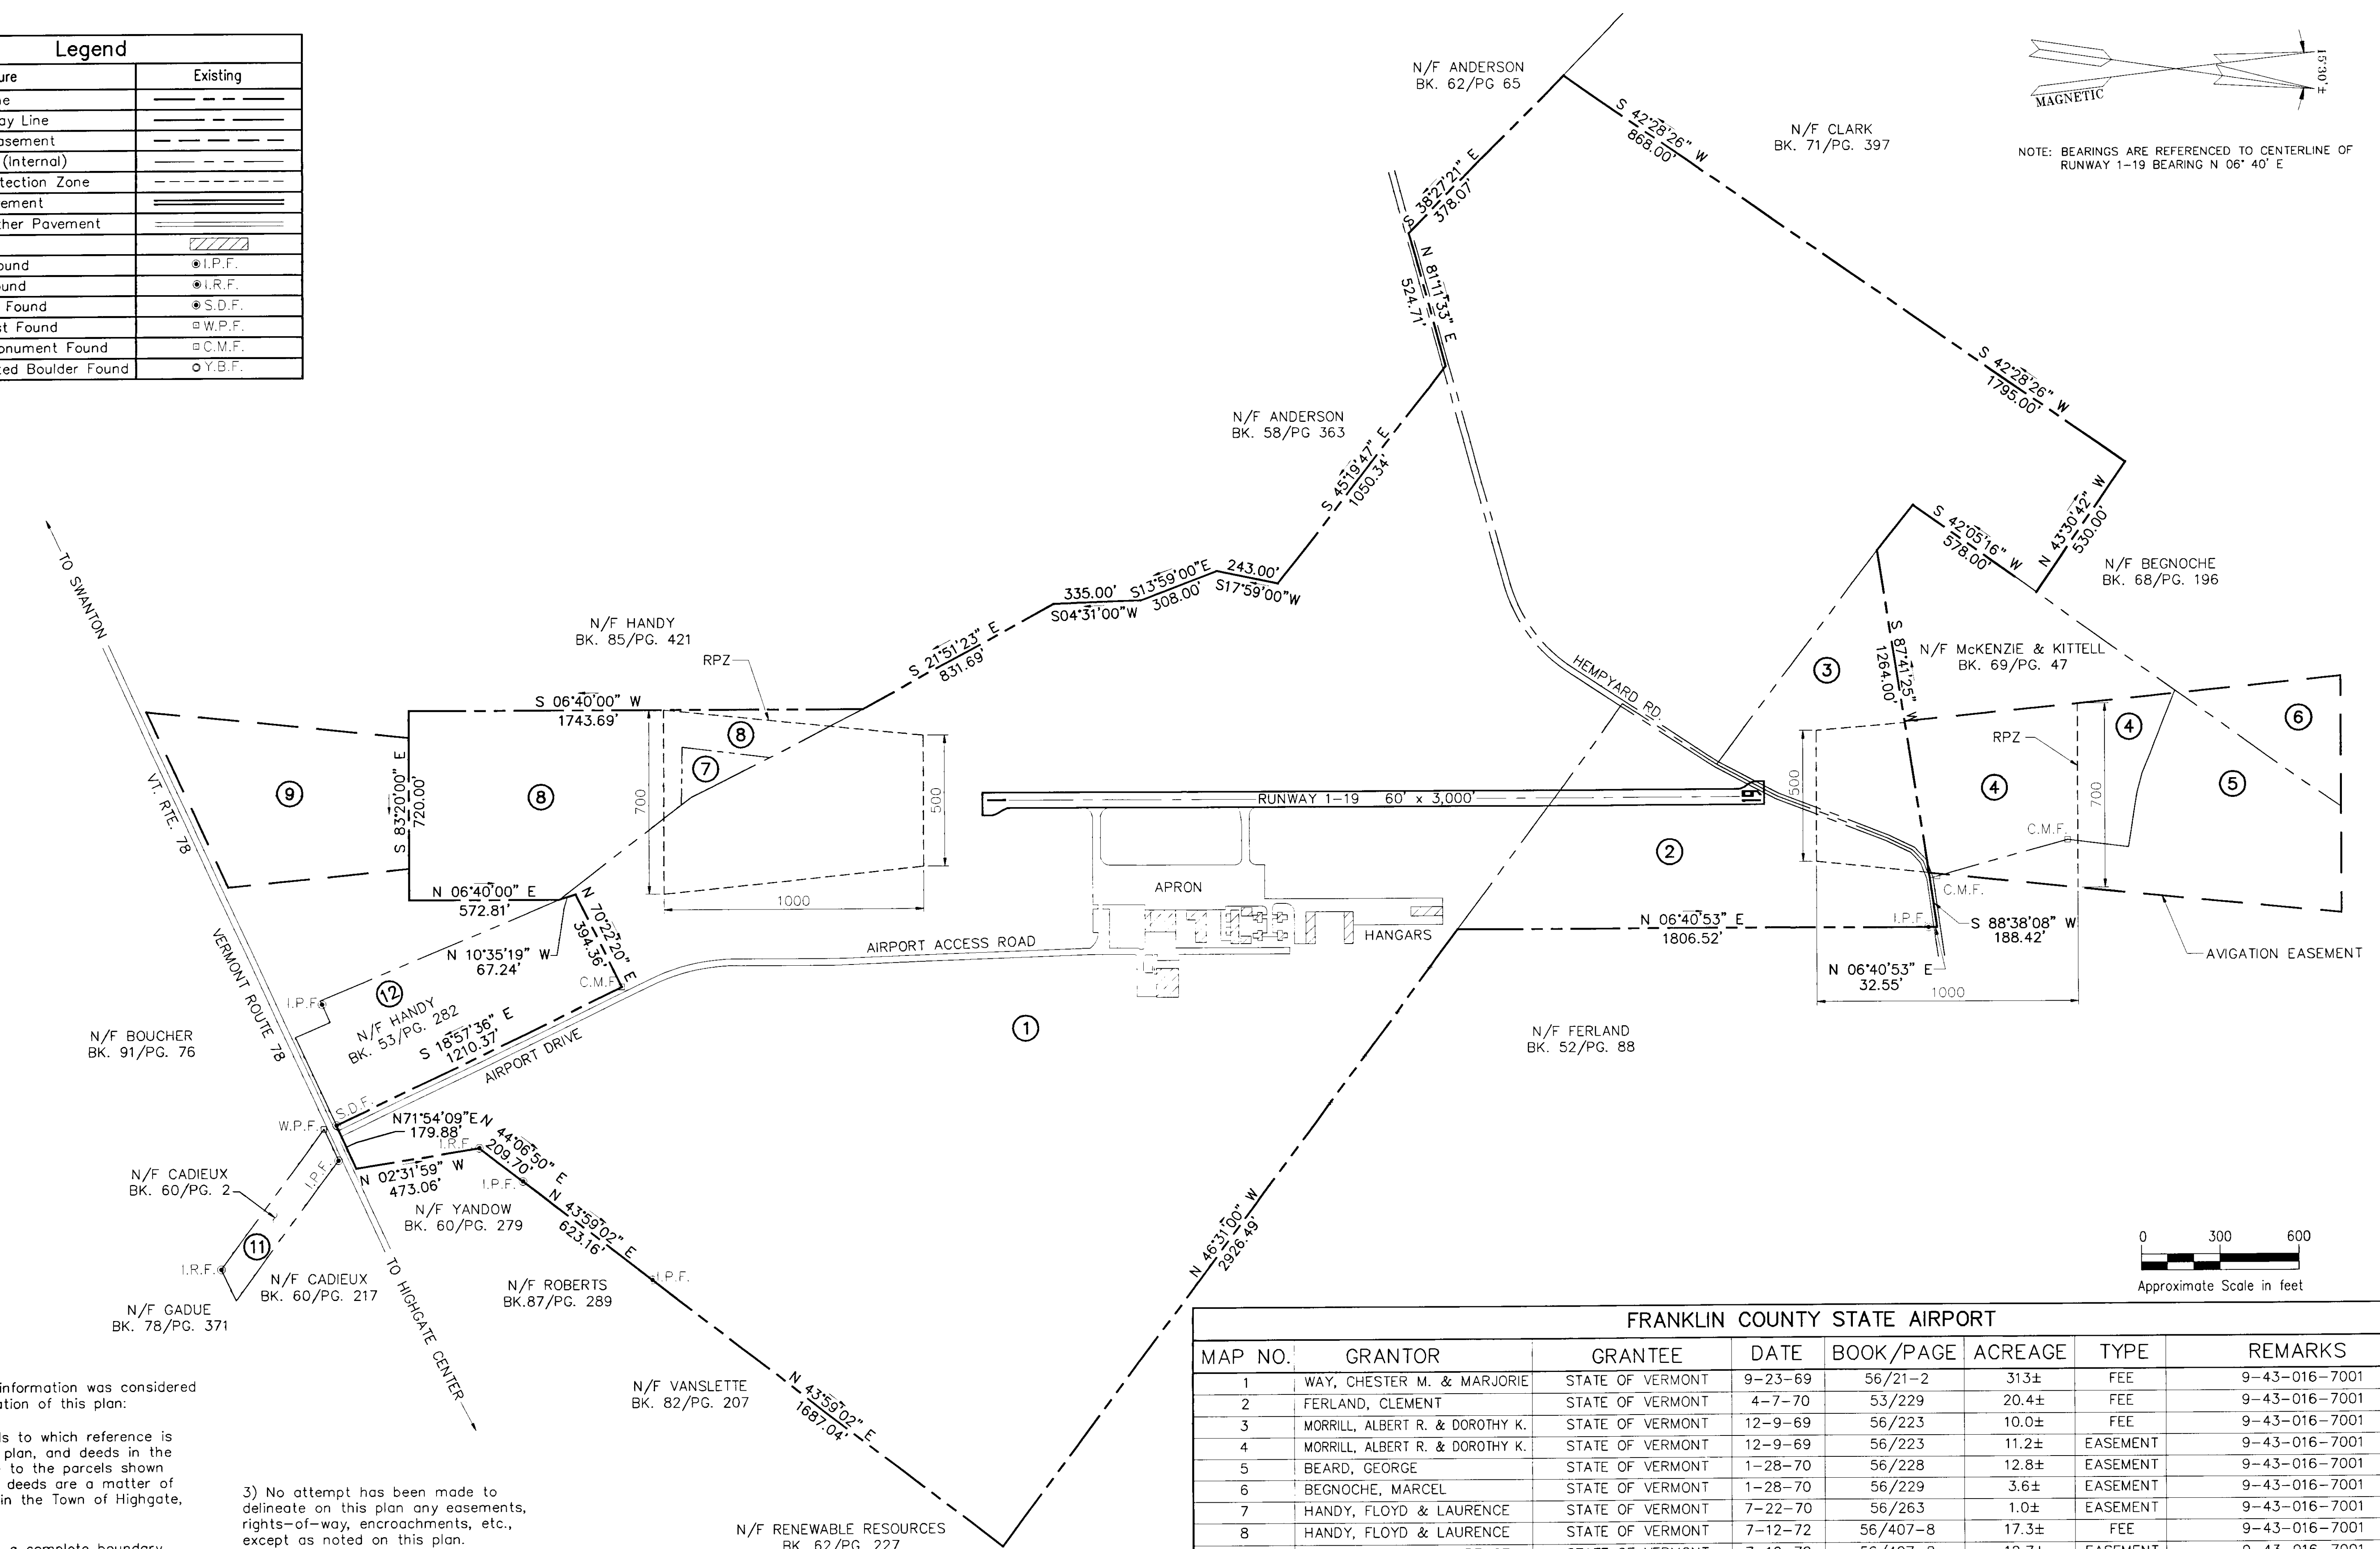 Legend
Existing
ay Line
asement
(Internal)
tection Zone
ement
ther Pavement
ound
◉I.P.F.
ound
◉I.R.F.
Found
◉S.D.F.
st Found
W.P.F.
onument Found
C.M.F.
ted Boulder Found
Y.B.F.
N/F ANDERSON
BK. 62/PG 65
S 42°28'26" W
868.00'
N/F CLARK
BK. 71/PG. 397
MAGNETIC
15°30'±
NOTE: BEARINGS ARE REFERENCED TO CENTERLINE OF
RUNWAY 1-19 BEARING N 06° 40' E
S 38°27'21" E
378.07'
N 81°11'33" E
524.71'
S 42°28'26" W
1795.00'
N/F ANDERSON
BK. 58/PG 363
S 45°19'47" E
1050.34'
S 42°05'16" W
578.00'
N 43°30'42" W
530.00'
N/F BEGNOCHE
BK. 68/PG. 196
TO SWANTON
335.00'
S04°31'00"W
S13°59'00"E
308.00'
243.00'
S17°59'00"W
N/F HANDY
BK. 85/PG. 421
RPZ
S 21°51'23" E
831.69'
HEMPYARD RD.
3
S 87°41'25" W
1264.00'
N/F McKENZIE & KITTELL
BK. 69/PG. 47
S 06°40'00" W
1743.69'
8
7
RPZ
4
6
VT. RTE. 78
9
S 83°20'00" E
720.00'
8
700
500
RUNWAY 1-19 60' x 3,000'
19
500
4
700
5
C.M.F.
2
N 06°40'00" E
572.81'
N 70°22'20" E
394.36'
1000
APRON
C.M.F.
I.P.F.
S 88°38'08" W
188.42'
HANGARS
N 06°40'53" E
1806.52'
VERMONT ROUTE 78
N 10°35'19" W
67.24'
AIRPORT ACCESS ROAD
AVIGATION EASEMENT
N 06°40'53" E
32.55'
1000
C.M.F.
I.P.F.
12
N/F HANDY
BK. 53/PG. 282
S 18°57'36" E
1210.37'
AIRPORT DRIVE
1
N/F BOUCHER
BK. 91/PG. 76
N/F FERLAND
BK. 52/PG. 88
S.D.F.
W.P.F.
N71°54'09"E
179.88'
I.R.F.
N 44°06'50" E
209.70'
I.P.F.
N 02°31'59" W
473.06'
I.P.F.
N/F CADIEUX
BK. 60/PG. 2
N/F YANDOW
BK. 60/PG. 279
N 43°59'02" E
623.16'
N 46°31'00" W
2926.49'
11
I.R.F.
N/F CADIEUX
BK. 60/PG. 217
N/F ROBERTS
BK.87/PG. 289
I.P.F.
N/F GADUE
BK. 78/PG. 371
TO HIGHGATE CENTER
0 300 600
Approximate Scale in feet
N/F VANSLETTE
BK. 82/PG. 207
N 43°59'02" E
1687.04'
N/F RENEWABLE RESOURCES
BK. 62/PG. 227
information was considered
ation of this plan:
ds to which reference is
plan, and deeds in the
to the parcels shown
deeds are a matter of
in the Town of Highgate,
a complete boundary
3) No attempt has been made to
delineate on this plan any easements,
rights-of-way, encroachments, etc.,
except as noted on this plan.
FRANKLIN COUNTY STATE AIRPORT
MAP NO. GRANTOR GRANTEE DATE BOOK/PAGE ACREAGE TYPE REMARKS
1 WAY, CHESTER M. & MARJORIE STATE OF VERMONT 9-23-69 56/21-2 313± FEE 9-43-016-7001
2 FERLAND, CLEMENT STATE OF VERMONT 4-7-70 53/229 20.4± FEE 9-43-016-7001
3 MORRILL, ALBERT R. & DOROTHY K. STATE OF VERMONT 12-9-69 56/223 10.0± FEE 9-43-016-7001
4 MORRILL, ALBERT R. & DOROTHY K. STATE OF VERMONT 12-9-69 56/223 11.2± EASEMENT 9-43-016-7001
5 BEARD, GEORGE STATE OF VERMONT 1-28-70 56/228 12.8± EASEMENT 9-43-016-7001
6 BEGNOCHE, MARCEL STATE OF VERMONT 1-28-70 56/229 3.6± EASEMENT 9-43-016-7001
7 HANDY, FLOYD & LAURENCE STATE OF VERMONT 7-22-70 56/263 1.0± EASEMENT 9-43-016-7001
8 HANDY, FLOYD & LAURENCE STATE OF VERMONT 7-12-72 56/407-8 17.3± FEE 9-43-016-7001